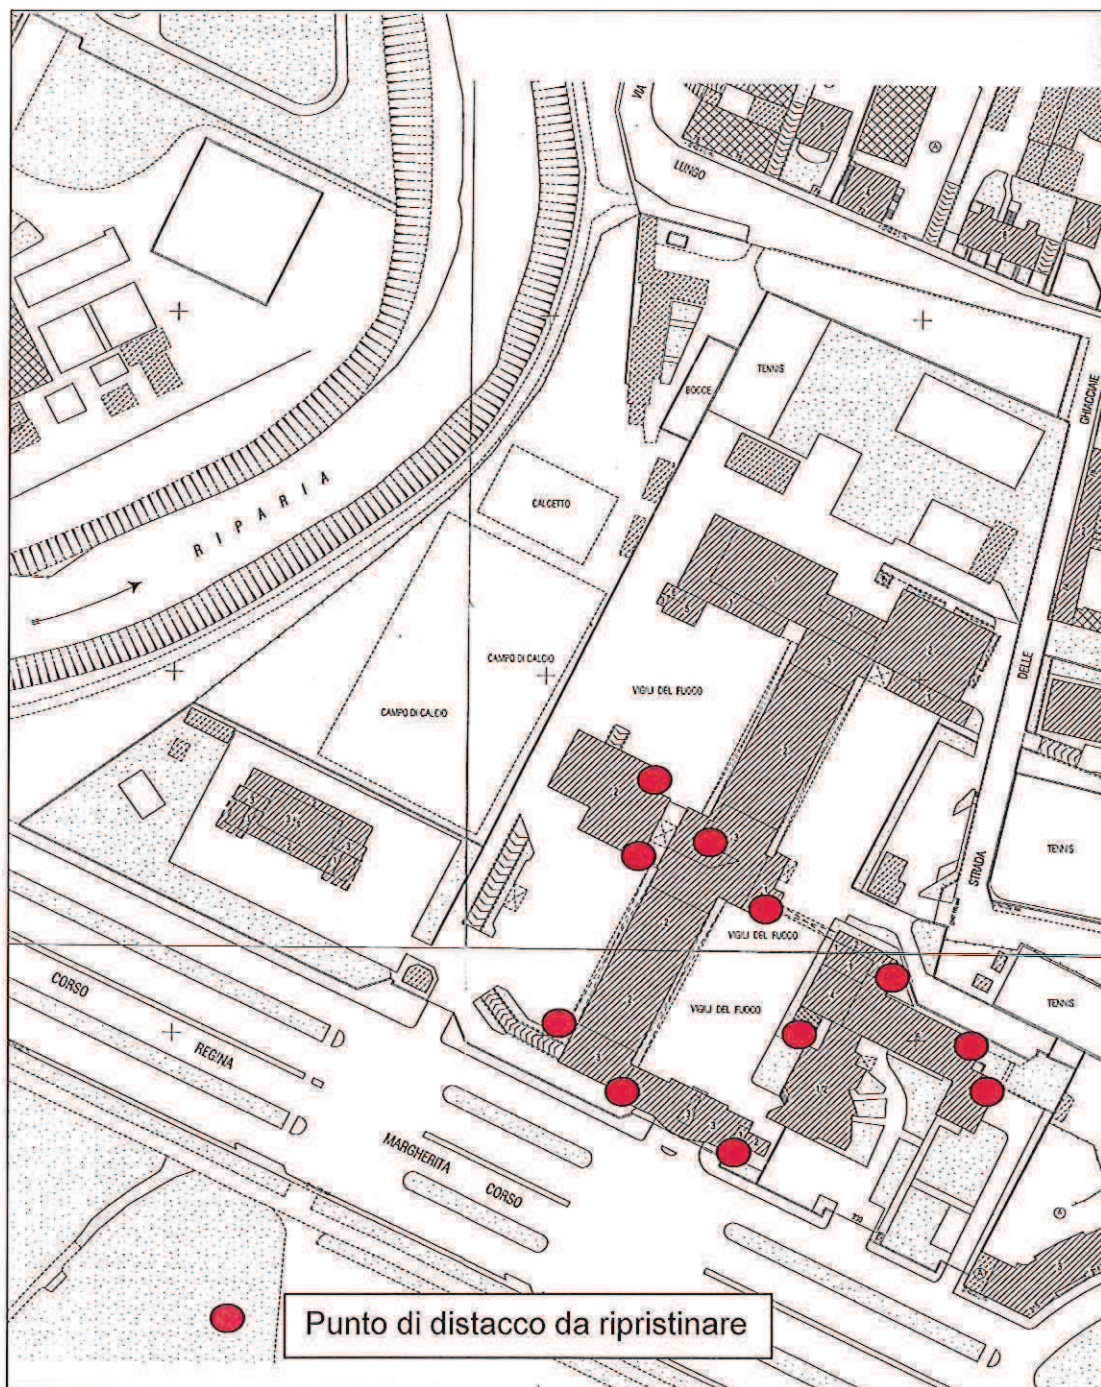 VIA
LUNGO
TENNIS
BOCCE
GHIACCIAIE
RIPARIA
CALCETTO
CAMPO DI CALCIO
DELLE
VIGILI DEL FUOCO
CAMPO DI CALCIO
TENNIS
STRADA
VIGILI DEL FUOCO
TENNIS
VIGILI DEL FUOCO
CORSO
REGINA
MARGHERITA
CORSO
Punto di distacco da ripristinare